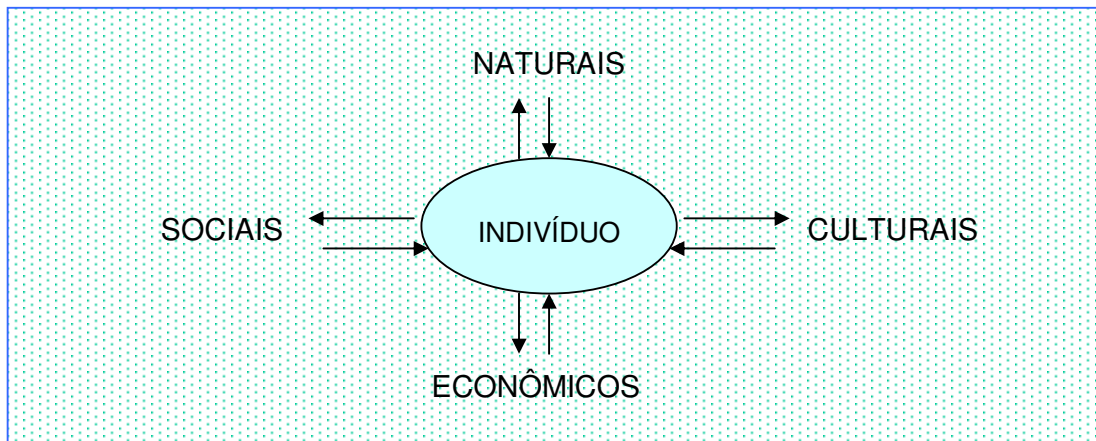 NATURAIS
SOCIAIS
INDIVÍDUO
CULTURAIS
ECONÔMICOS